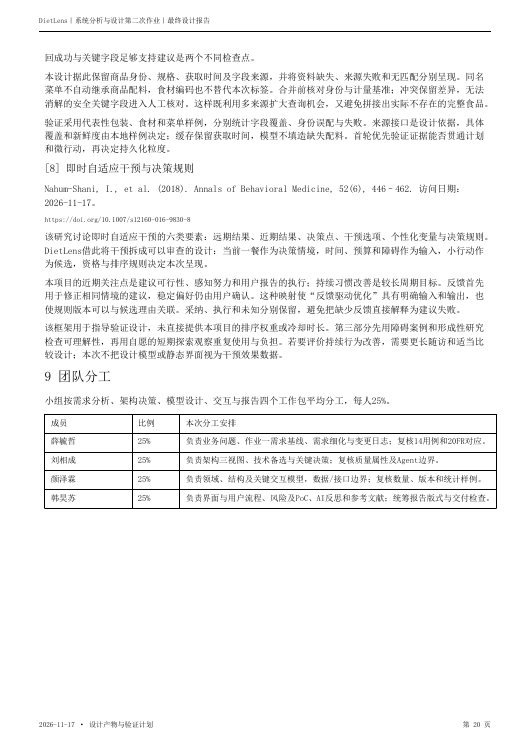 DietLens | 系统分析与设计第二次作业 | 最终设计报告
回成功与关键字段足够支持建议是两个不同检查点。
本设计据此保留商品身份、规格、获取时间及字段来源，并将资料缺失、来源失败和无匹配分别呈现。同名
菜单不自动继承商品配料，食材编码也不替代本次标签。合并前核对身份与计量基准；冲突保留差异，无法
消解的安全关键字段进入人工核对。这样既利用多来源扩大查询机会，又避免拼接出实际不存在的完整食品。
验证采用代表性包装、食材和菜单样例，分别统计字段覆盖、身份误配与失败。来源接口是设计依据，具体
覆盖和新鲜度由本地样例决定；缓存保留获取时间，模型不填造缺失配料。首轮优先验证证据能否贯通计划
和微行动，再决定持久化粒度。
[8] 即时自适应干预与决策规则
Nahum-Shani, I., et al. (2018). Annals of Behavioral Medicine, 52(6), 446–462. 访问日期：
2026-11-17。
https://doi.org/10.1007/s12160-016-9830-8
该研究讨论即时自适应干预的六类要素：远期结果、近期结果、决策点、干预选项、个性化变量与决策规则。
DietLens借此将干预拆成可以审查的设计：当前一餐作为决策情境，时间、预算和障碍作为输入，小行动作
为候选，资格与排序规则决定本次呈现。
本项目的近期关注点是建议可行性、感知努力和用户报告的执行；持续习惯改善是较长周期目标。反馈首先
用于修正相同情境的建议，稳定偏好仍由用户确认。这种映射使“反馈驱动优化”具有明确输入和输出，也
使规则版本可以与候选理由关联。采纳、执行和未知分别保留，避免把缺少反馈直接解释为建议失败。
该框架用于指导验证设计，未直接提供本项目的排序权重或冷却时长。第三部分先用障碍案例和形成性研究
检查可理解性，再用自愿的短期探索观察重复使用与负担。若要评价持续行为改善，需要更长随访和适当比
较设计；本次不把设计模型或静态界面视为干预效果数据。
9 团队分工
小组按需求分析、架构决策、模型设计、交互与报告四个工作包平均分工，每人25%。
成员 比例 本次分工安排
薛毓哲 25% 负责业务问题、作业一需求基线、需求细化与变更日志；复核14用例和20FR对应。
刘相成 25% 负责架构三视图、技术备选与关键决策；复核质量属性及Agent边界。
颜泽霖 25% 负责领域、结构及关键交互模型，数据/接口边界；复核数量、版本和统计样例。
韩昊苏 25% 负责界面与用户流程、风险及PoC、AI反思和参考文献；统筹报告版式与交付检查。
2026-11-17 • 设计产物与验证计划
第 20 页